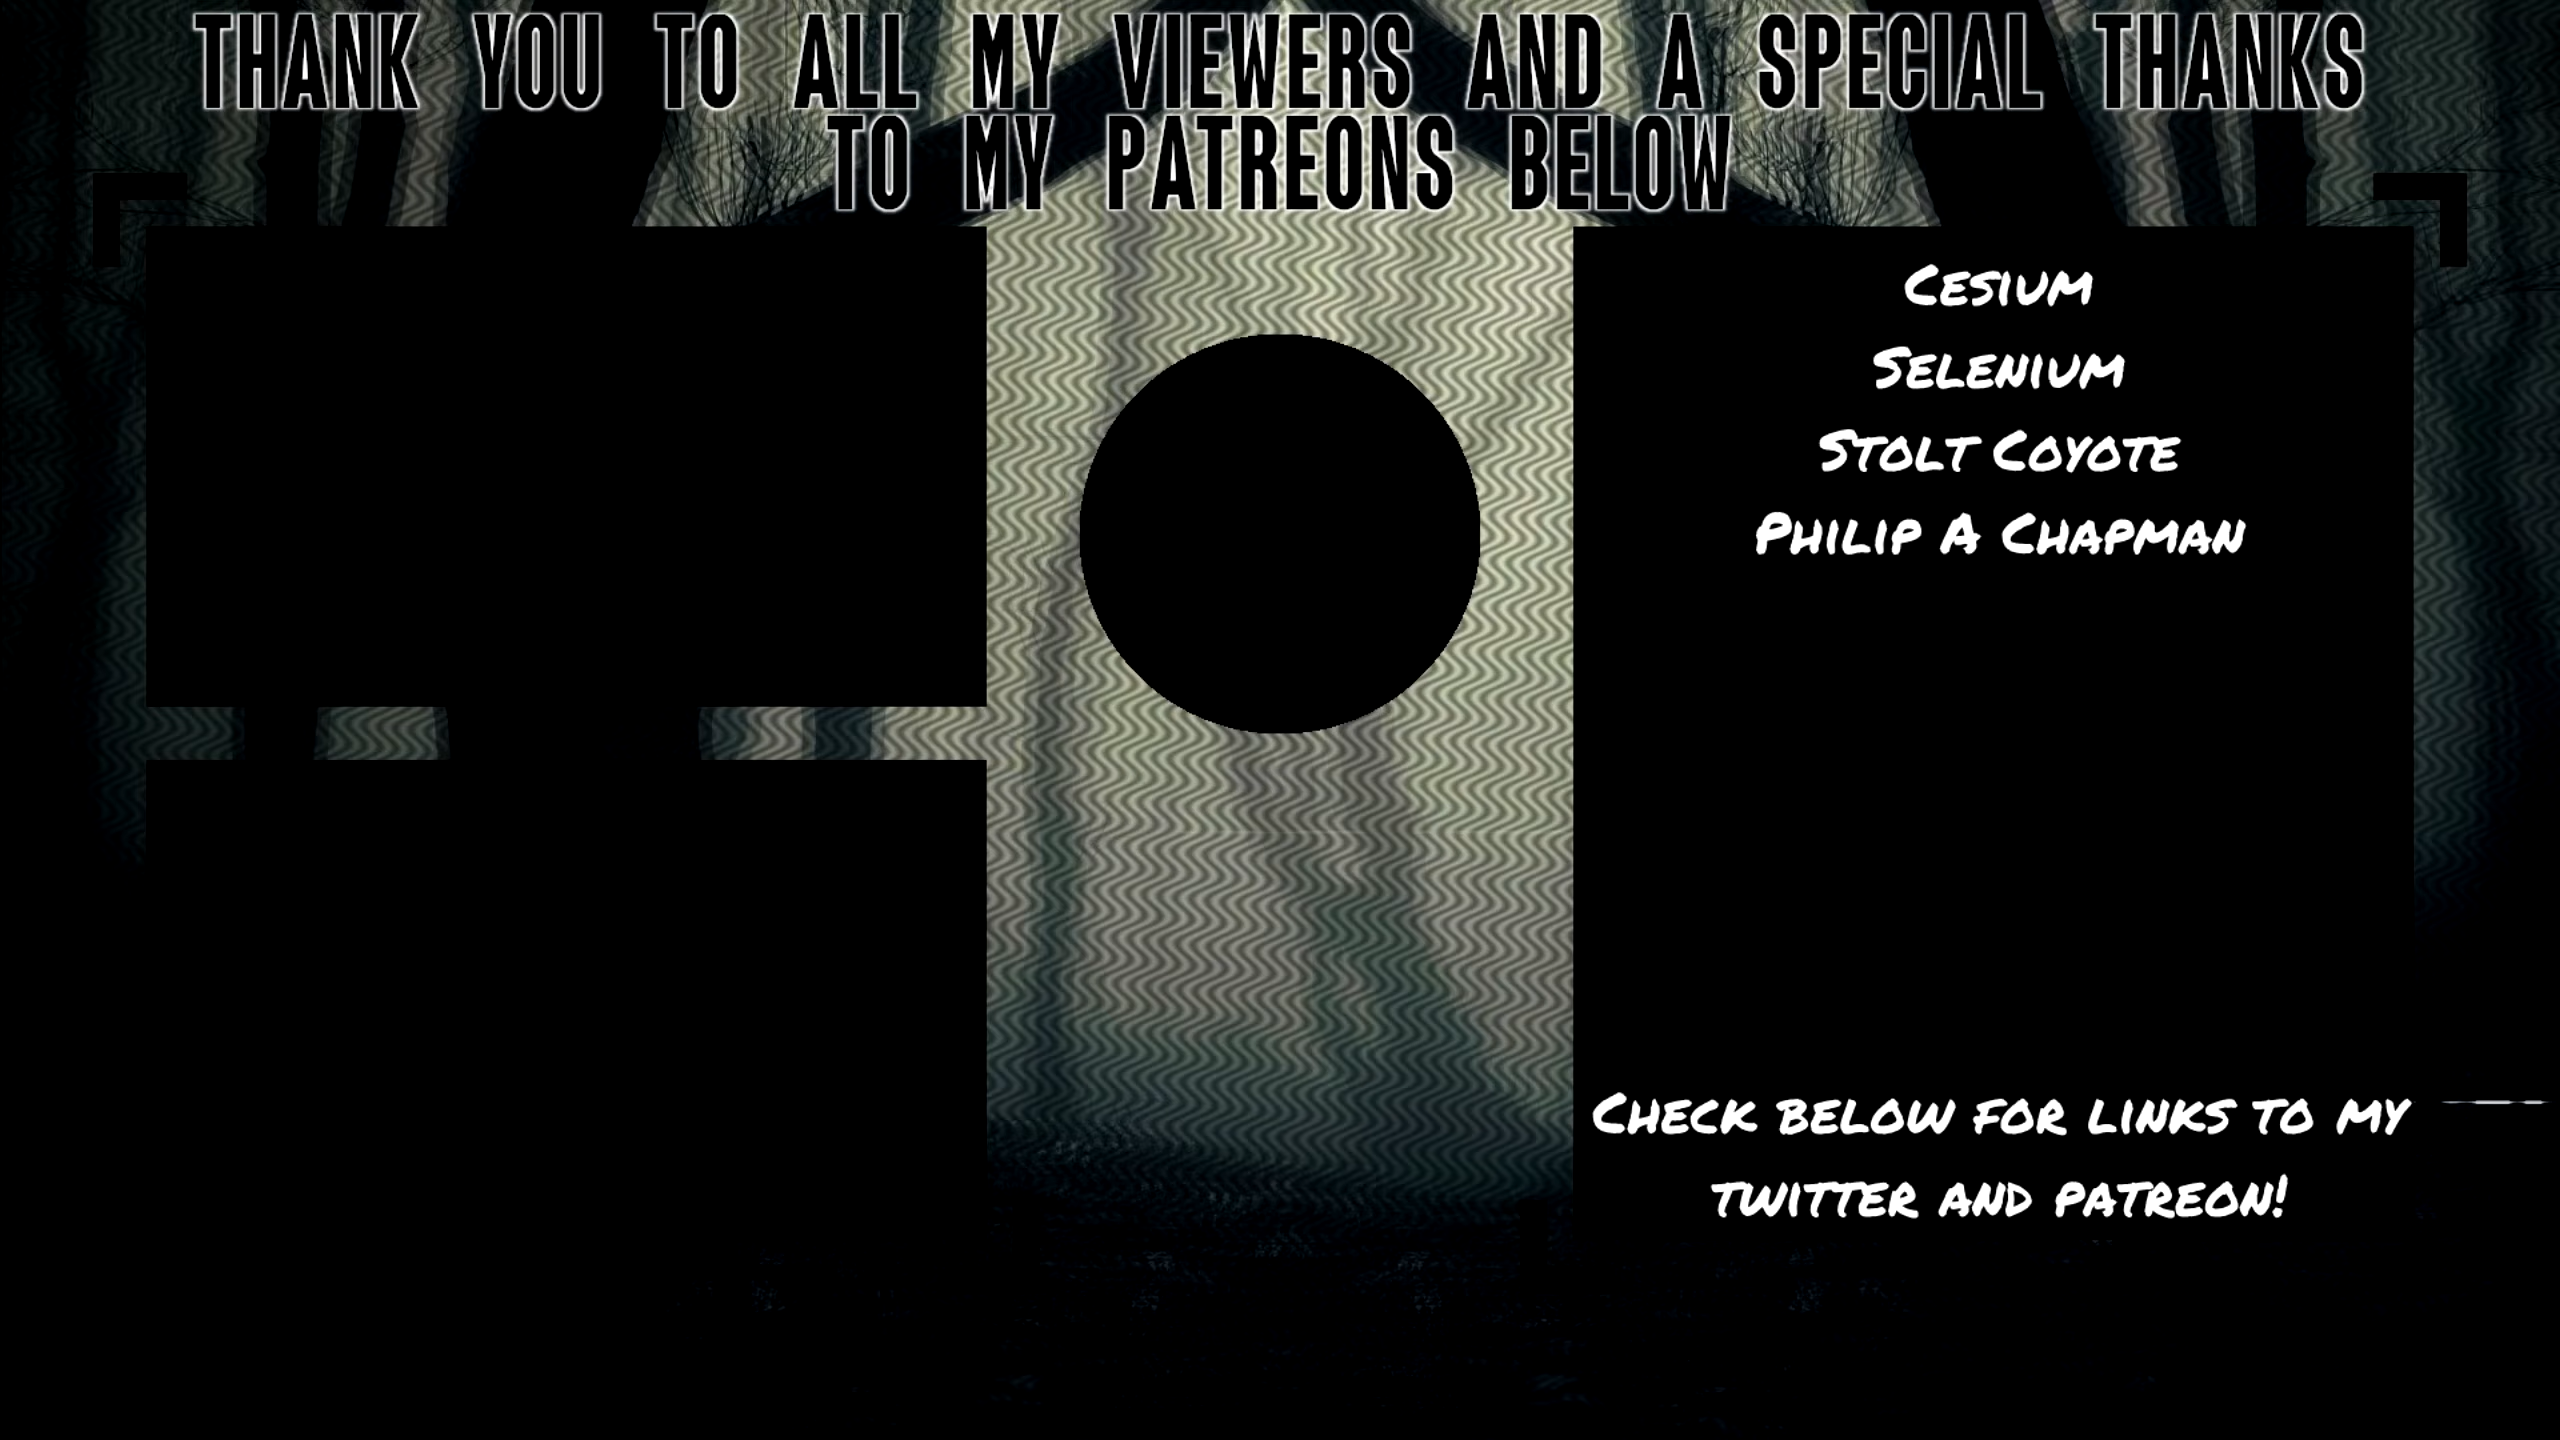 THANK YOU TO ALL MY VIEWERS AND A SPECIAL THANKS
TO MY PATREONS BELOW
CESIUM
SELENIUM
STOLT COYOTE
PHILIP A CHAPMAN
CHECK BELOW FOR LINKS TO MY
TWITTER AND PATREON!